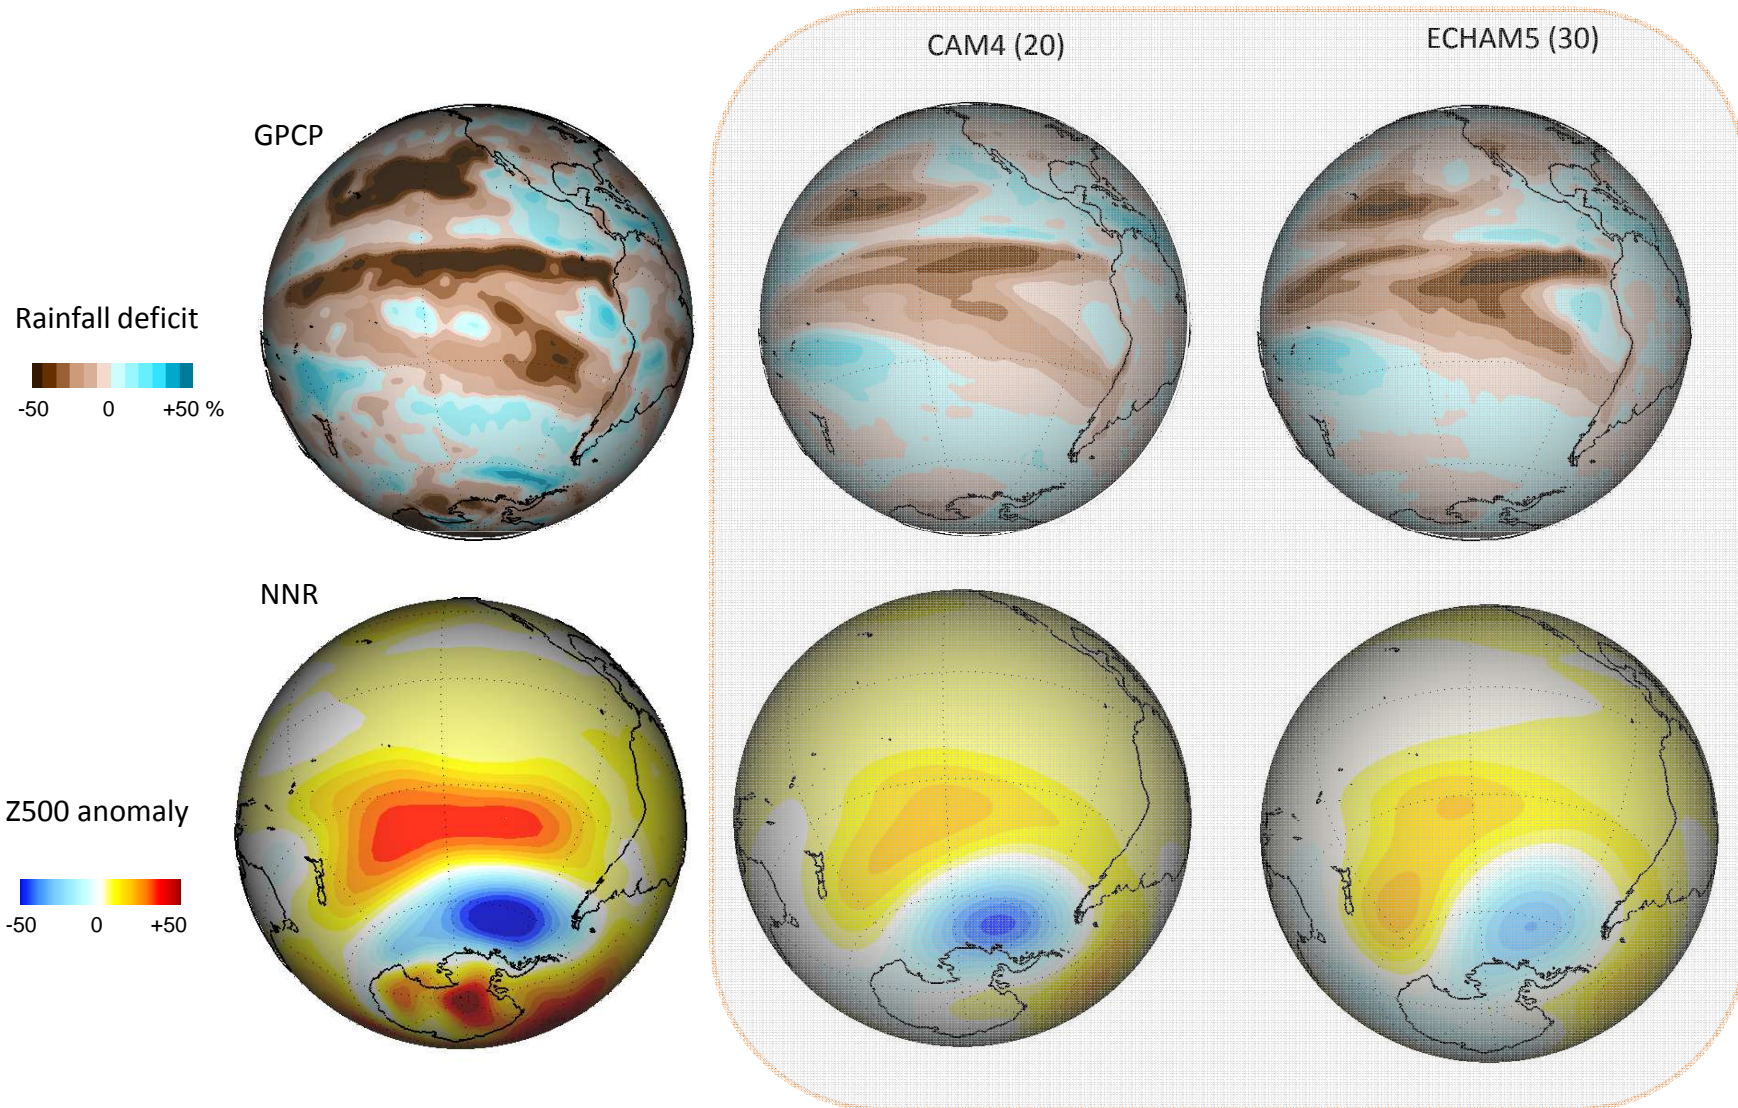 CAM4 (20)
ECHAM5 (30)
GPCP
Rainfall deficit
-50 0 +50 %
NNR
Z500 anomaly
-50 0 +50